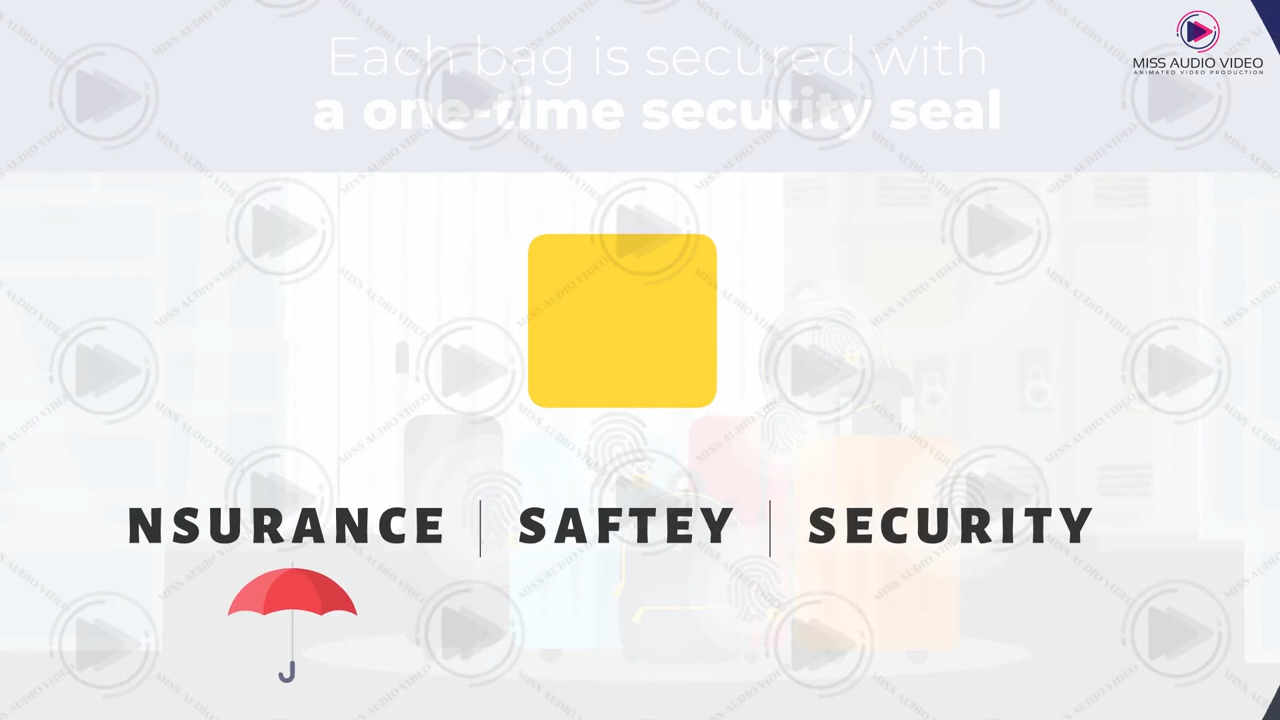 Each bag is secured with
a one-time security seal
MISS AUDIO VIDEO
ANIMATED VIDEO PRODUCTION
NSURANCE | SAFTEY | SECURITY